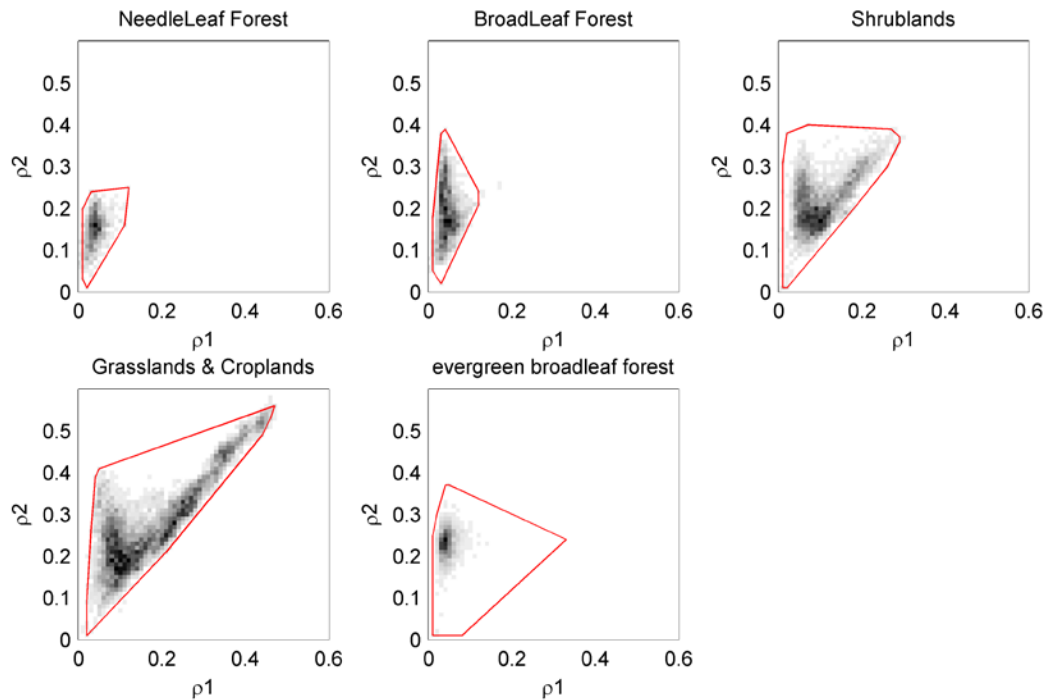 NeedleLeaf Forest BroadLeaf Forest Shrublands
0.5 0.5 0.5
0.4 0.4 0.4
ρ2 ρ2 ρ2
0.3 0.3 0.3
0.2 0.2 0.2
0.1 0.1 0.1
0 0 0
0 0.2 0.4 0.6 0 0.2 0.4 0.6 0 0.2 0.4 0.6
ρ1 ρ1 ρ1
Grasslands & Croplands evergreen broadleaf forest
0.5 0.5
0.4 0.4
ρ2 ρ2
0.3 0.3
0.2 0.2
0.1 0.1
0 0
0 0.2 0.4 0.6 0 0.2 0.4 0.6
ρ1 ρ1